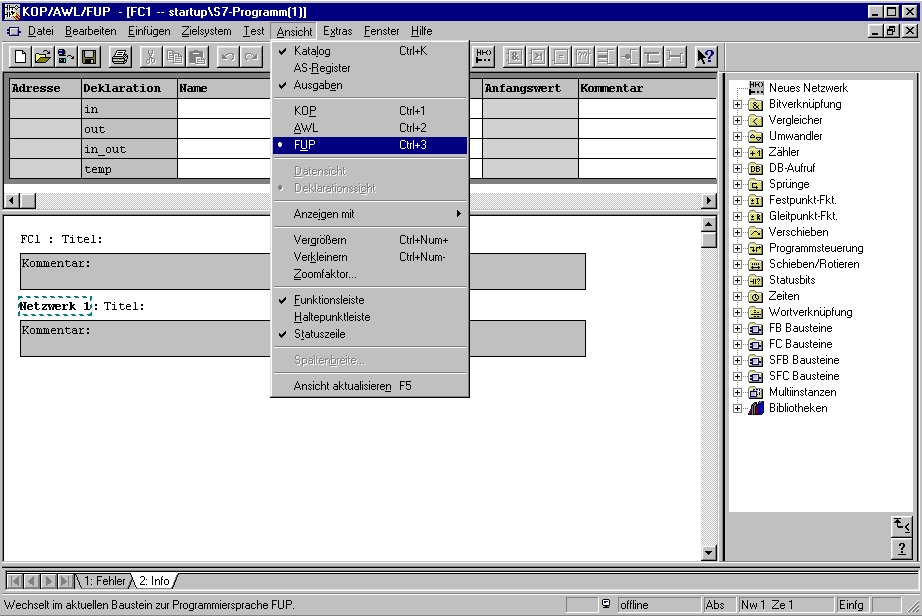 KOP/AWL/FUP - [FC1 -- startup\S7-Programm(1)]
Datei Bearbeiten Einfügen Zielsystem Test Ansicht Extras Fenster Hilfe
Adresse Deklaration Name Anfangswert Kommentar
in
out
in_out
temp
FC1 : Titel:
Kommentar:
Netzwerk 1: Titel:
Kommentar:
Katalog Ctrl+K
AS-Register
Ausgaben
KOP Ctrl+1
AWL Ctrl+2
FUP Ctrl+3
Datensicht
Deklarationssicht
Anzeigen mit
Vergrößern Ctrl+Num+
Verkleinern Ctrl+Num-
Zoomfaktor...
Funktionsleiste
Haltepunktleiste
Statuszeile
Spaltenbreite...
Ansicht aktualisieren F5
Neues Netzwerk
Bitverknüpfung
Vergleicher
Umwandler
Zähler
DB-Aufruf
Sprünge
Festpunkt-Fkt.
Gleitpunkt-Fkt.
Verschieben
Programmsteuerung
Schieben/Rotieren
Statusbits
Zeiten
Wortverknüpfung
FB Bausteine
FC Bausteine
SFB Bausteine
SFC Bausteine
Multiinstanzen
Bibliotheken
1: Fehler 2: Info
Wechselt im aktuellen Baustein zur Programmiersprache FUP. offline Abs Nw 1 Ze 1 Einfg